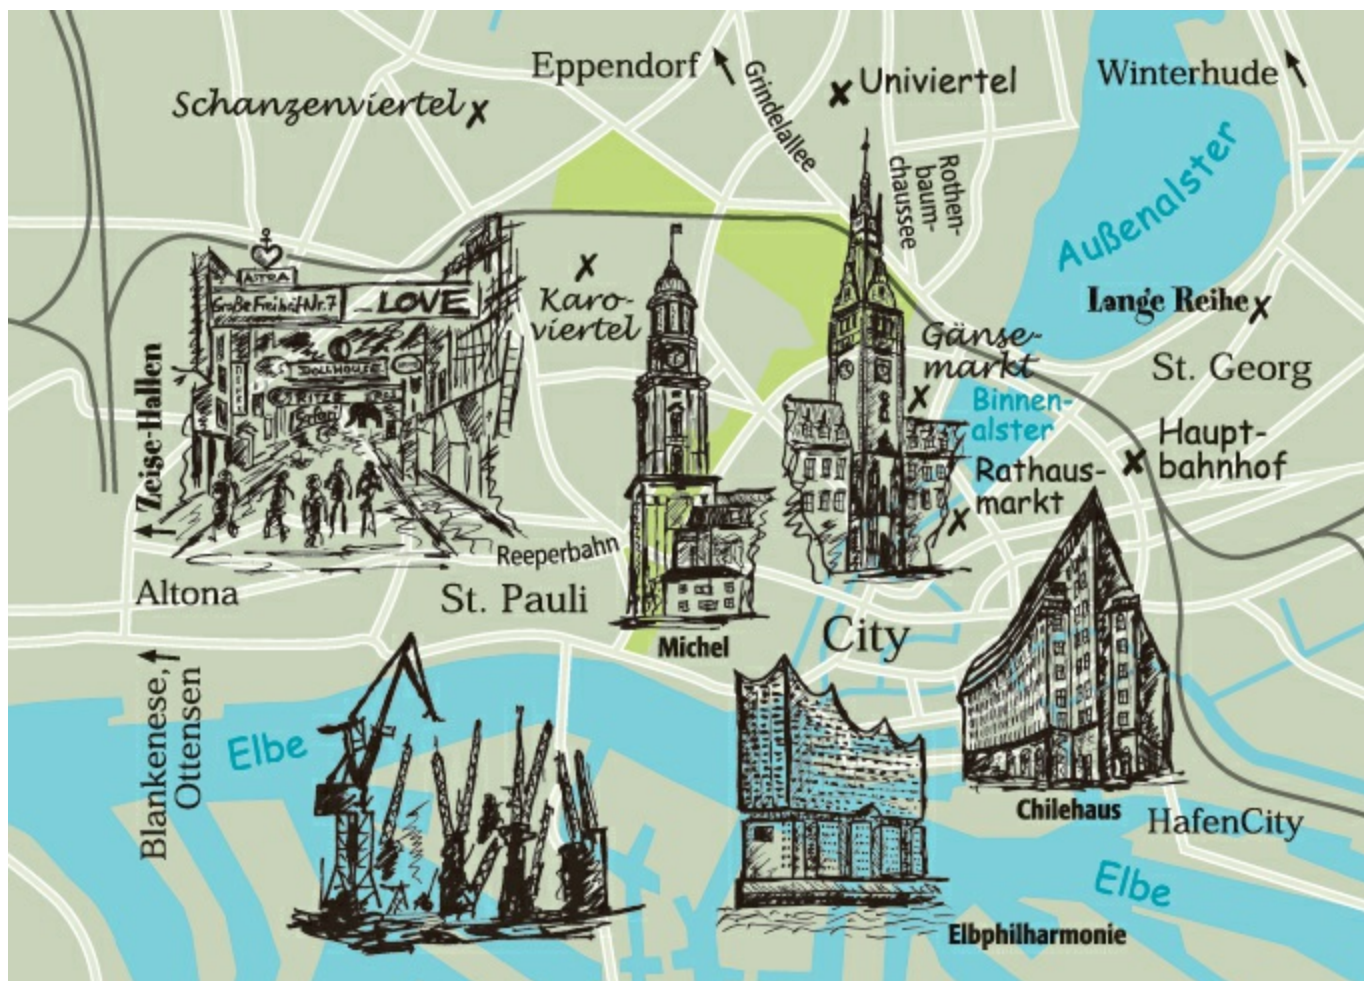 Eppendorf
Grindelallee
Univiertel
Winterhude
Schanzenviertel
Rothen-
baum-
chaussee
Außenalster
ASTRA
Große Freiheit Nr. 7
LOVE
Karo-
viertel
Lange Reihe
Gänse-
markt
St. Georg
DOLLHOUSE
Safari
Binnen-
alster
Haupt-
bahnhof
Zeise-Hallen
Rathaus-
markt
Reeperbahn
Altona
St. Pauli
City
Michel
Blankenese,
Ottensen
Elbe
Chilehaus
HafenCity
Elbe
Elbphilharmonie